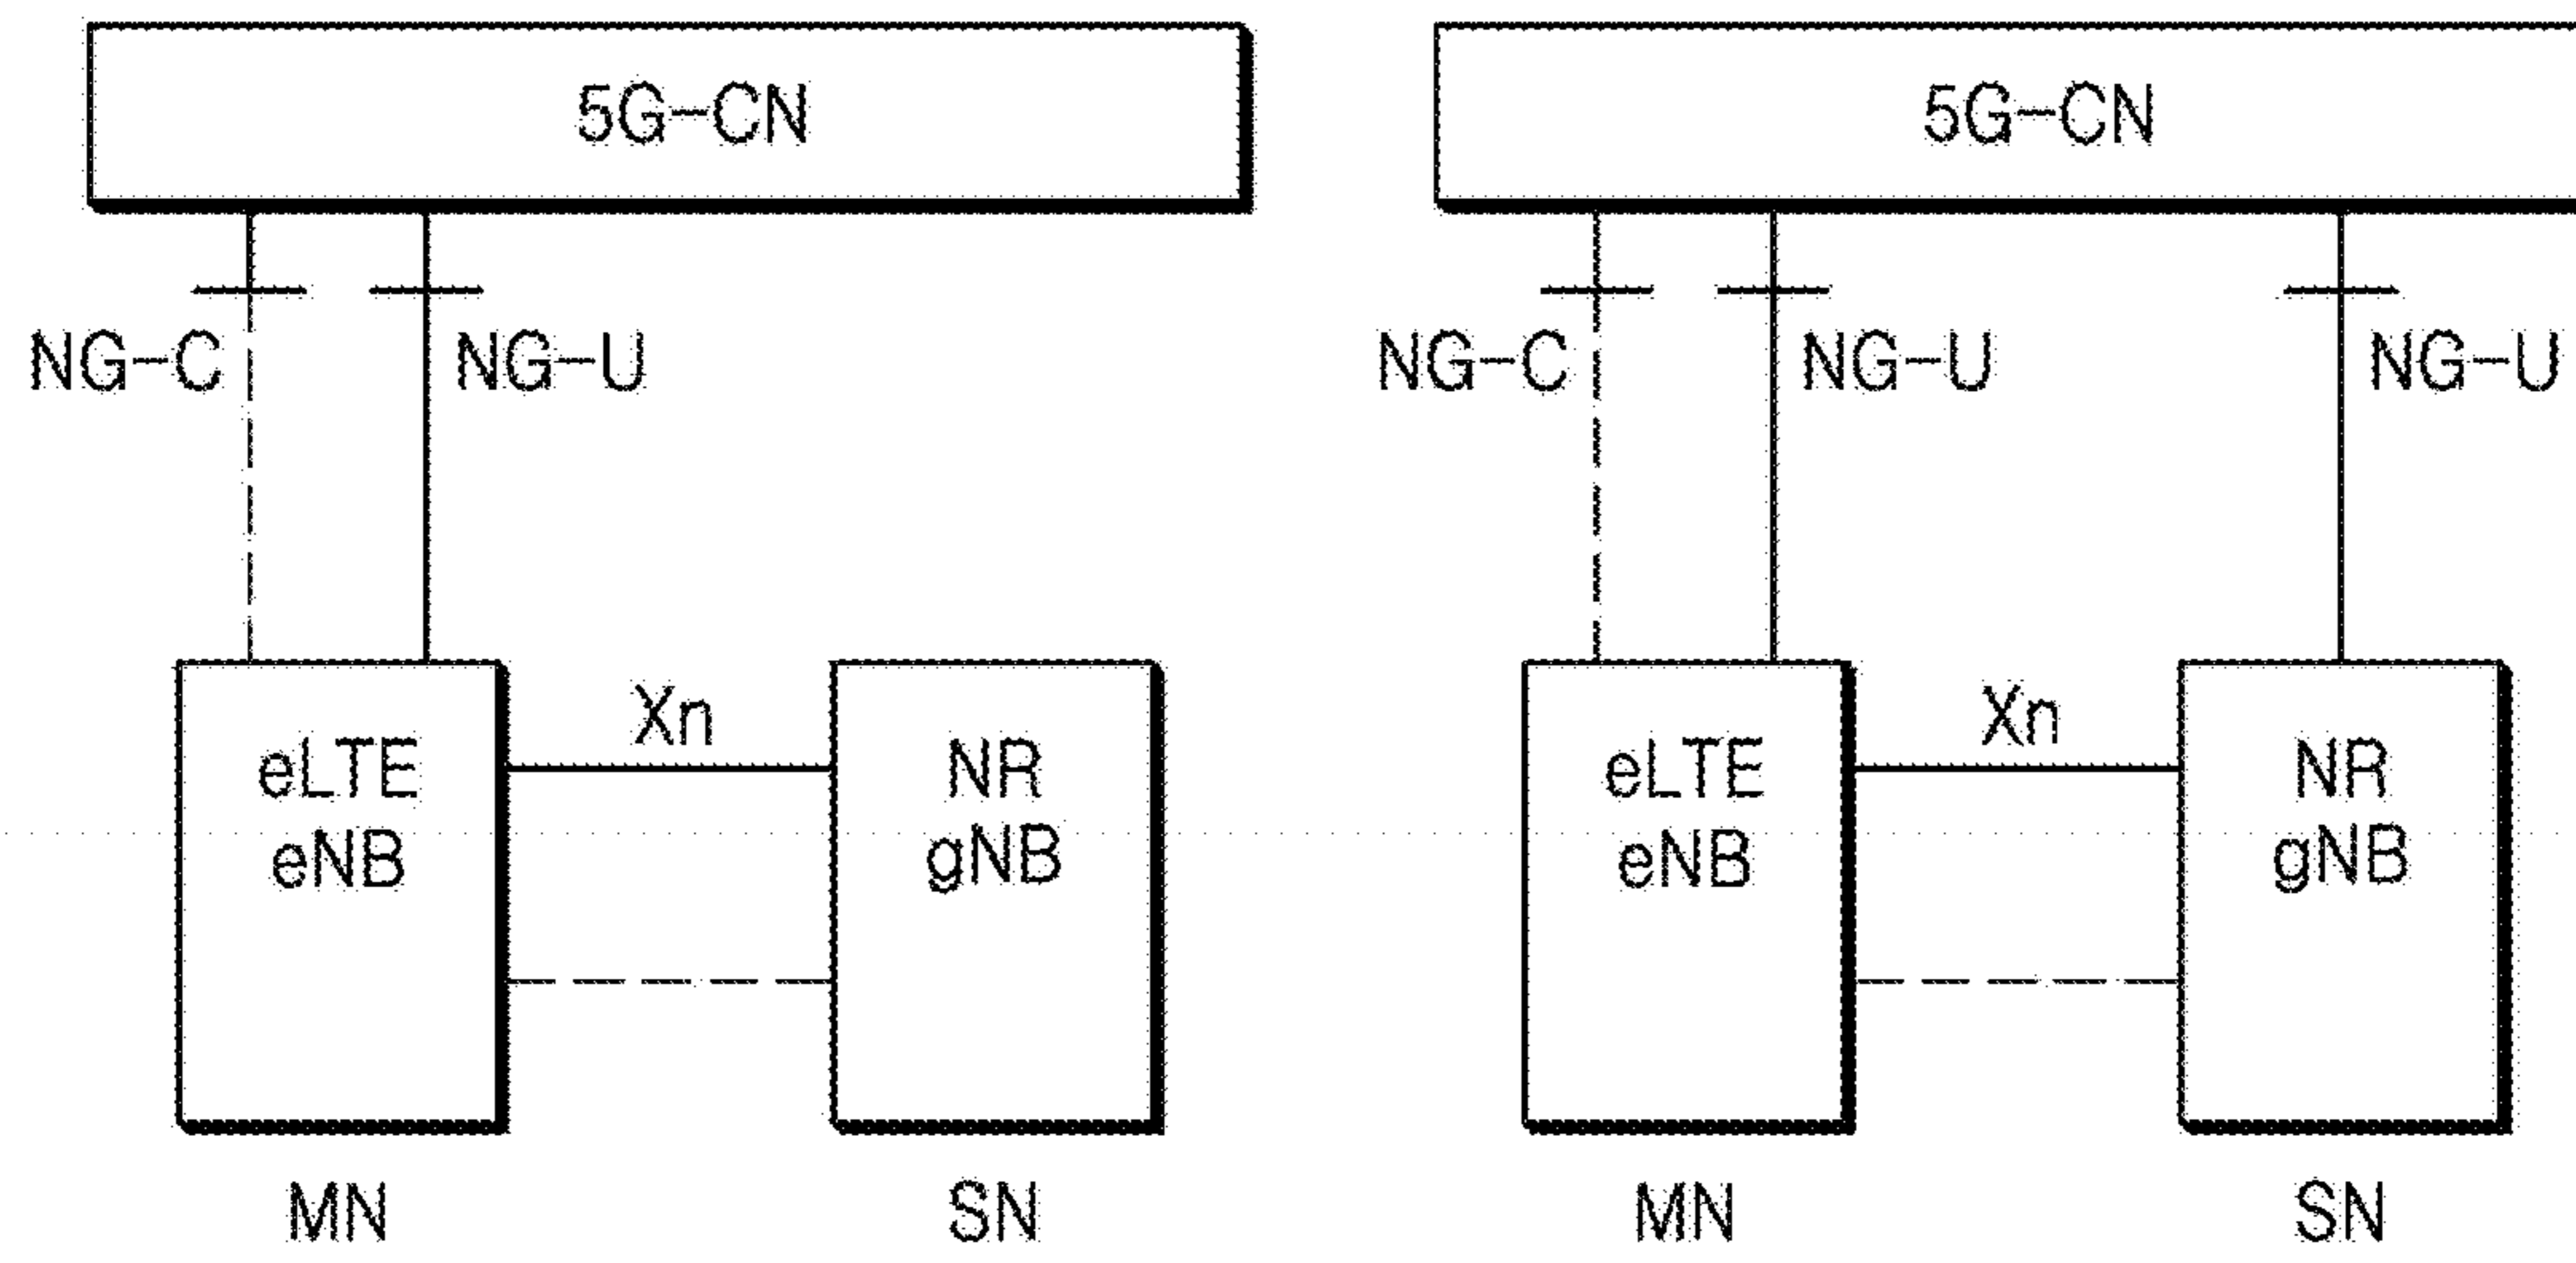 5G-CN
NG-C
NG-U
Xn
eLTE
eNB
NR
gNB
MN
SN
5G-CN
NG-C
NG-U
NG-U
Xn
eLTE
eNB
NR
gNB
MN
SN